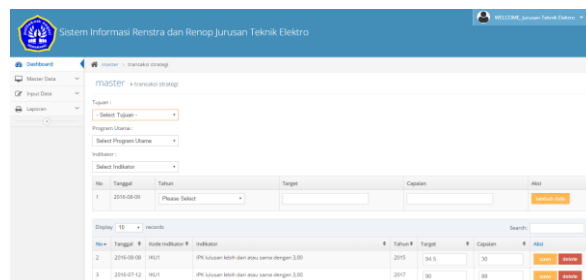 WELCOME, Jurusan Teknik Elektro
Sistem Informasi Renstra dan Renop Jurusan Teknik Elektro
Dashboard
master > transaksi strategi
Master Data
Input Data
Laporan
master » transaksi strategi
Tujuan :
- Select Tujuan -
Program Utama :
Select Program Utama
Indikator :
Select Indikator
No Tanggal Tahun Target Capaian Aksi
1 2016-08-09 Please Select tambah data
Display 10 records Search:
No Tanggal Kode Indikator Indikator Tahun Target Capaian Aksi
2 2016-08-08 IKU1 IPK lulusan lebih dari atau sama dengan 3,00 2015 56.5 30 delete
3 2016-07-12 IKU1 IPK lulusan lebih dari atau sama dengan 3,00 2017 90 89 delete